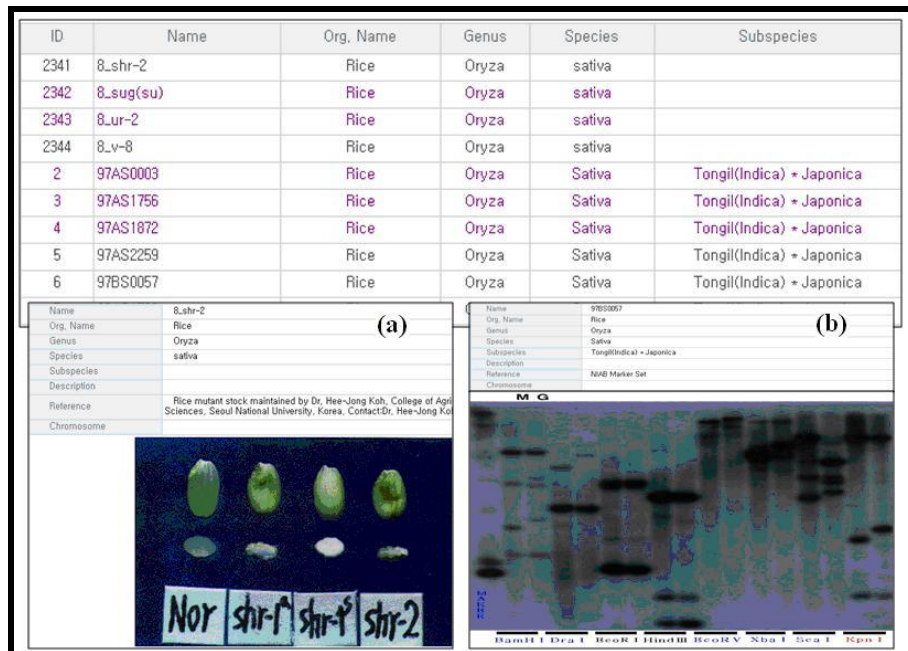 ID Name Org. Name Genus Species Subspecies
2341 8_shr-2 Rice Oryza sativa
2342 8_sug(su) Rice Oryza sativa
2343 8_ur-2 Rice Oryza sativa
2344 8_v-8 Rice Oryza sativa
2 97AS0003 Rice Oryza Sativa Tongil(Indica) * Japonica
3 97AS1756 Rice Oryza Sativa Tongil(Indica) * Japonica
4 97AS1872 Rice Oryza Sativa Tongil(Indica) * Japonica
5 97AS2259 Rice Oryza Sativa Tongil(Indica) * Japonica
6 97BS0057 Rice Oryza Sativa Tongil(Indica) * Japonica
(a)
Name 8_shr-2
Org. Name Rice
Genus Oryza
Species sativa
Subspecies
Description
Reference Rice mutant stock maintained by Dr. Hee-Jong Koh, College of Agri
Sciences, Seoul National University, Korea, Contact:Dr. Hee-Jong Ko
Chromosome
Nor shr-1 shr-1 shr-2
(b)
Name 97BS0057
Org. Name Rice
Genus Oryza
Species Sativa
Subspecies Tongil(Indica) * Japonica
Description
Reference NIAB Marker Set
Chromosome
M G
BamH I Dra I EcoR I Hind III EcoRV Xba I Sca I Kpn I